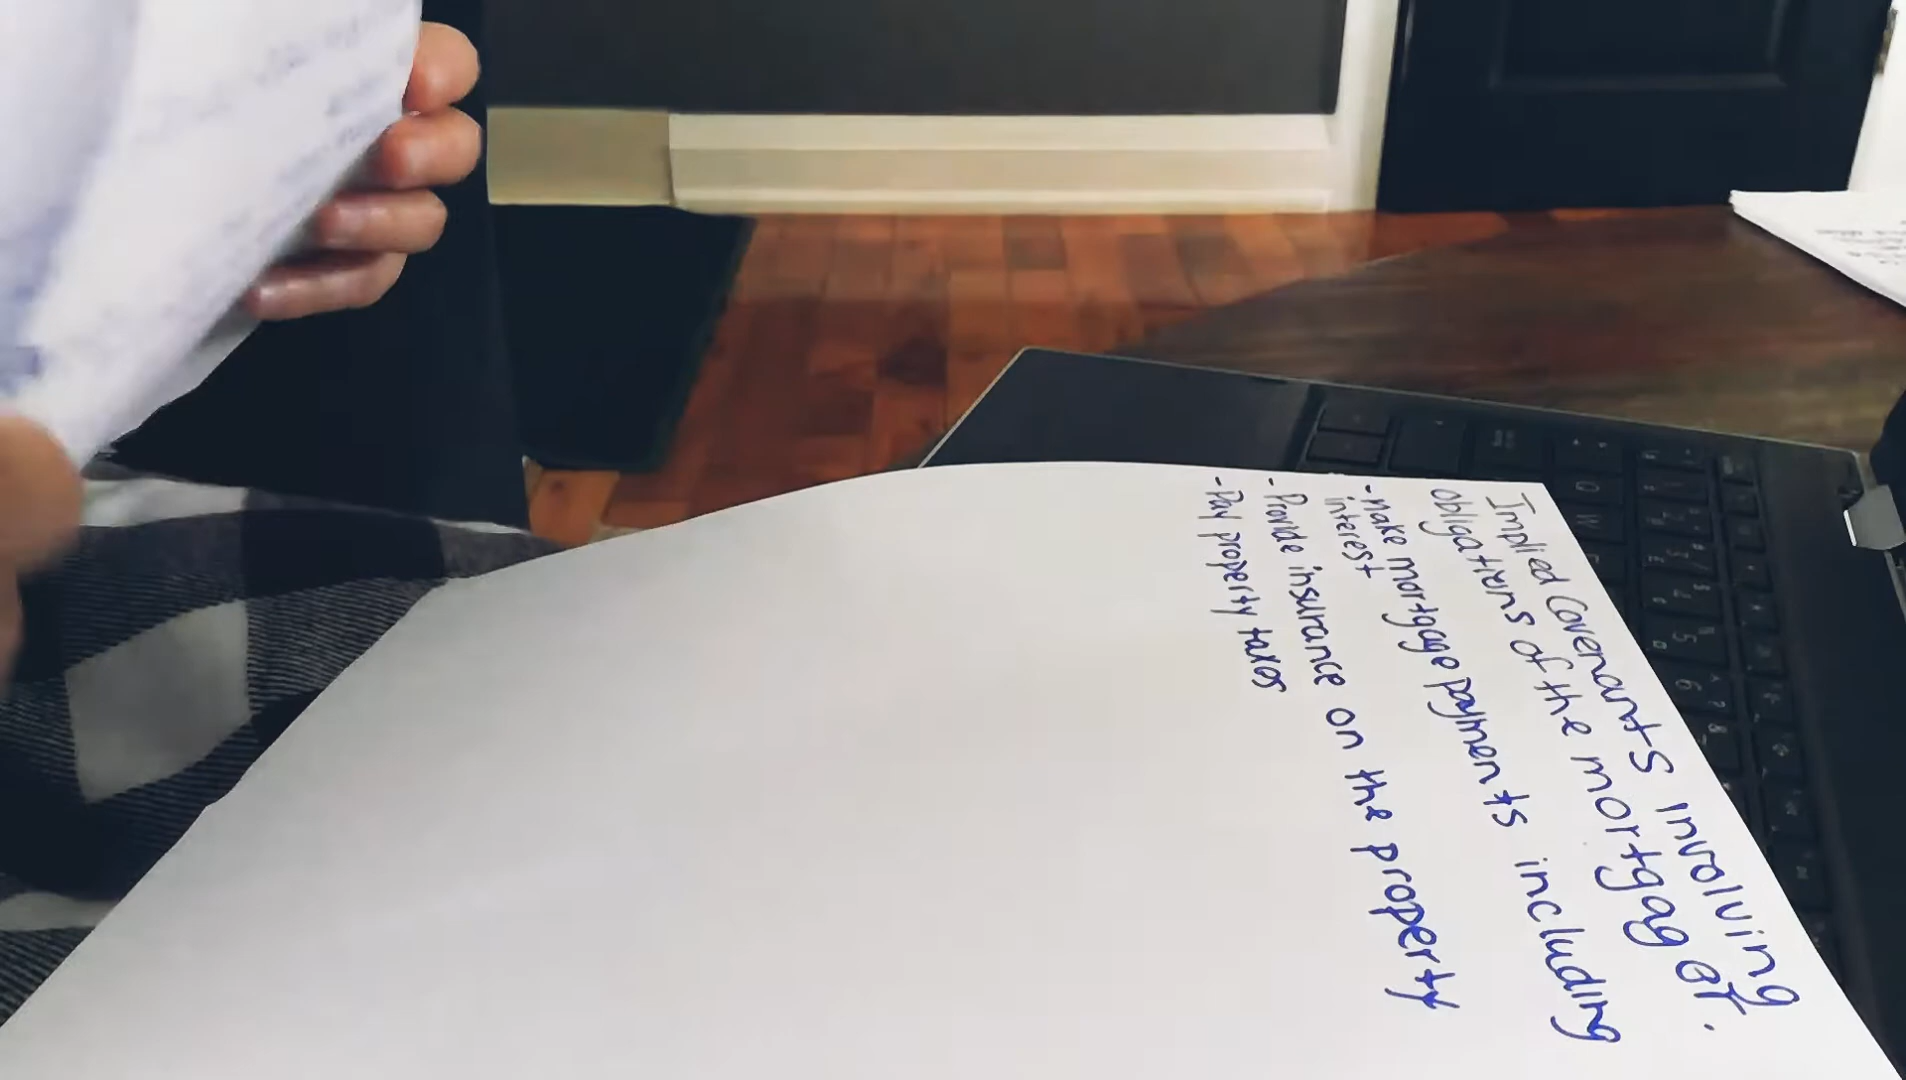 Implied Covenants involving
obligations of the mortgagor.
- Make mortgage payments including
interest
- Provide insurance on the property
- Pay property taxes